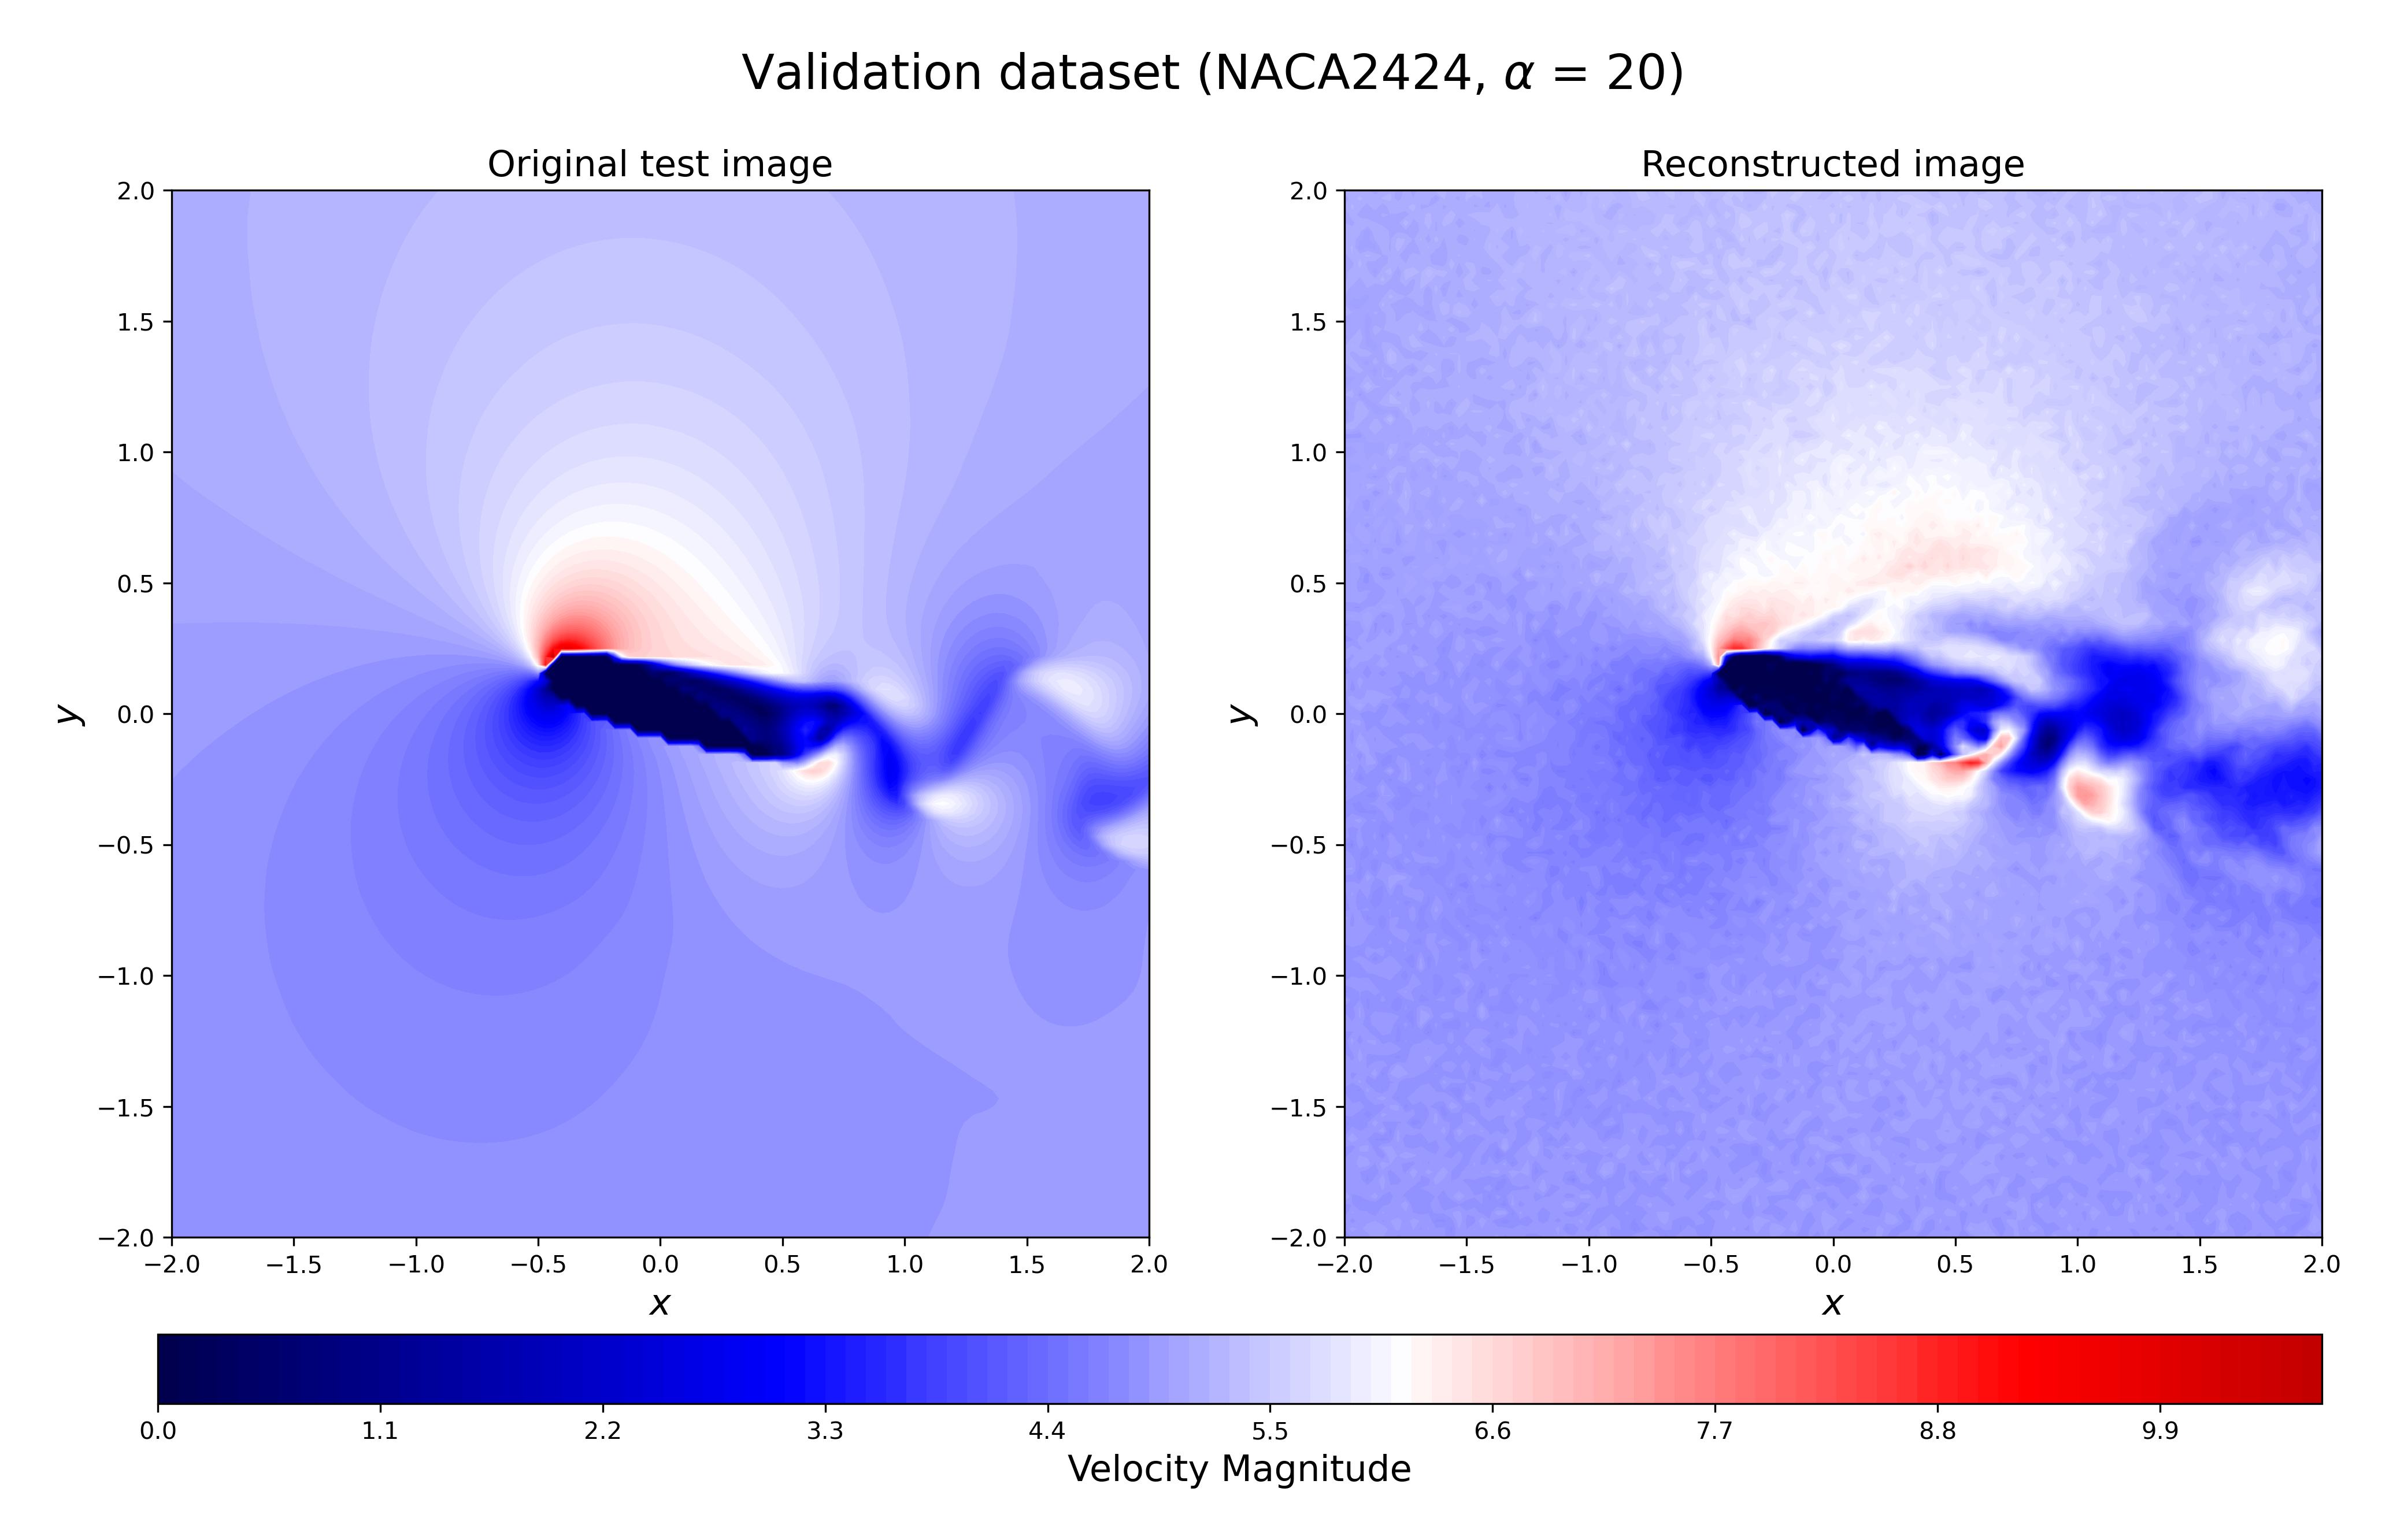 Validation dataset (NACA2424, α = 20)
Original test image
2.0
1.5
1.0
0.5
0.0
−0.5
−1.0
−1.5
−2.0
y
−2.0 −1.5 −1.0 −0.5 0.0 0.5 1.0 1.5 2.0
x
Reconstructed image
2.0
1.5
1.0
0.5
0.0
−0.5
−1.0
−1.5
−2.0
y
−2.0 −1.5 −1.0 −0.5 0.0 0.5 1.0 1.5 2.0
x
0.0 1.1 2.2 3.3 4.4 5.5 6.6 7.7 8.8 9.9
Velocity Magnitude